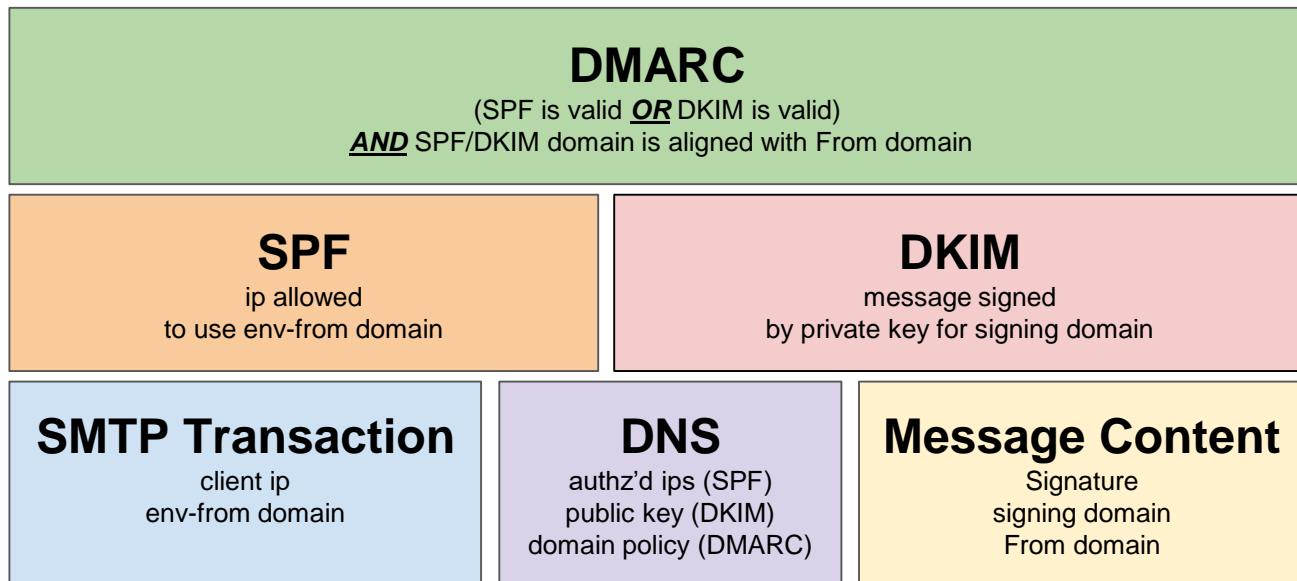 DMARC
(SPF is valid OR DKIM is valid)
AND SPF/DKIM domain is aligned with From domain
SPF
ip allowed
to use env-from domain
DKIM
message signed
by private key for signing domain
SMTP Transaction
client ip
env-from domain
DNS
authz’d ips (SPF)
public key (DKIM)
domain policy (DMARC)
Message Content
Signature
signing domain
From domain